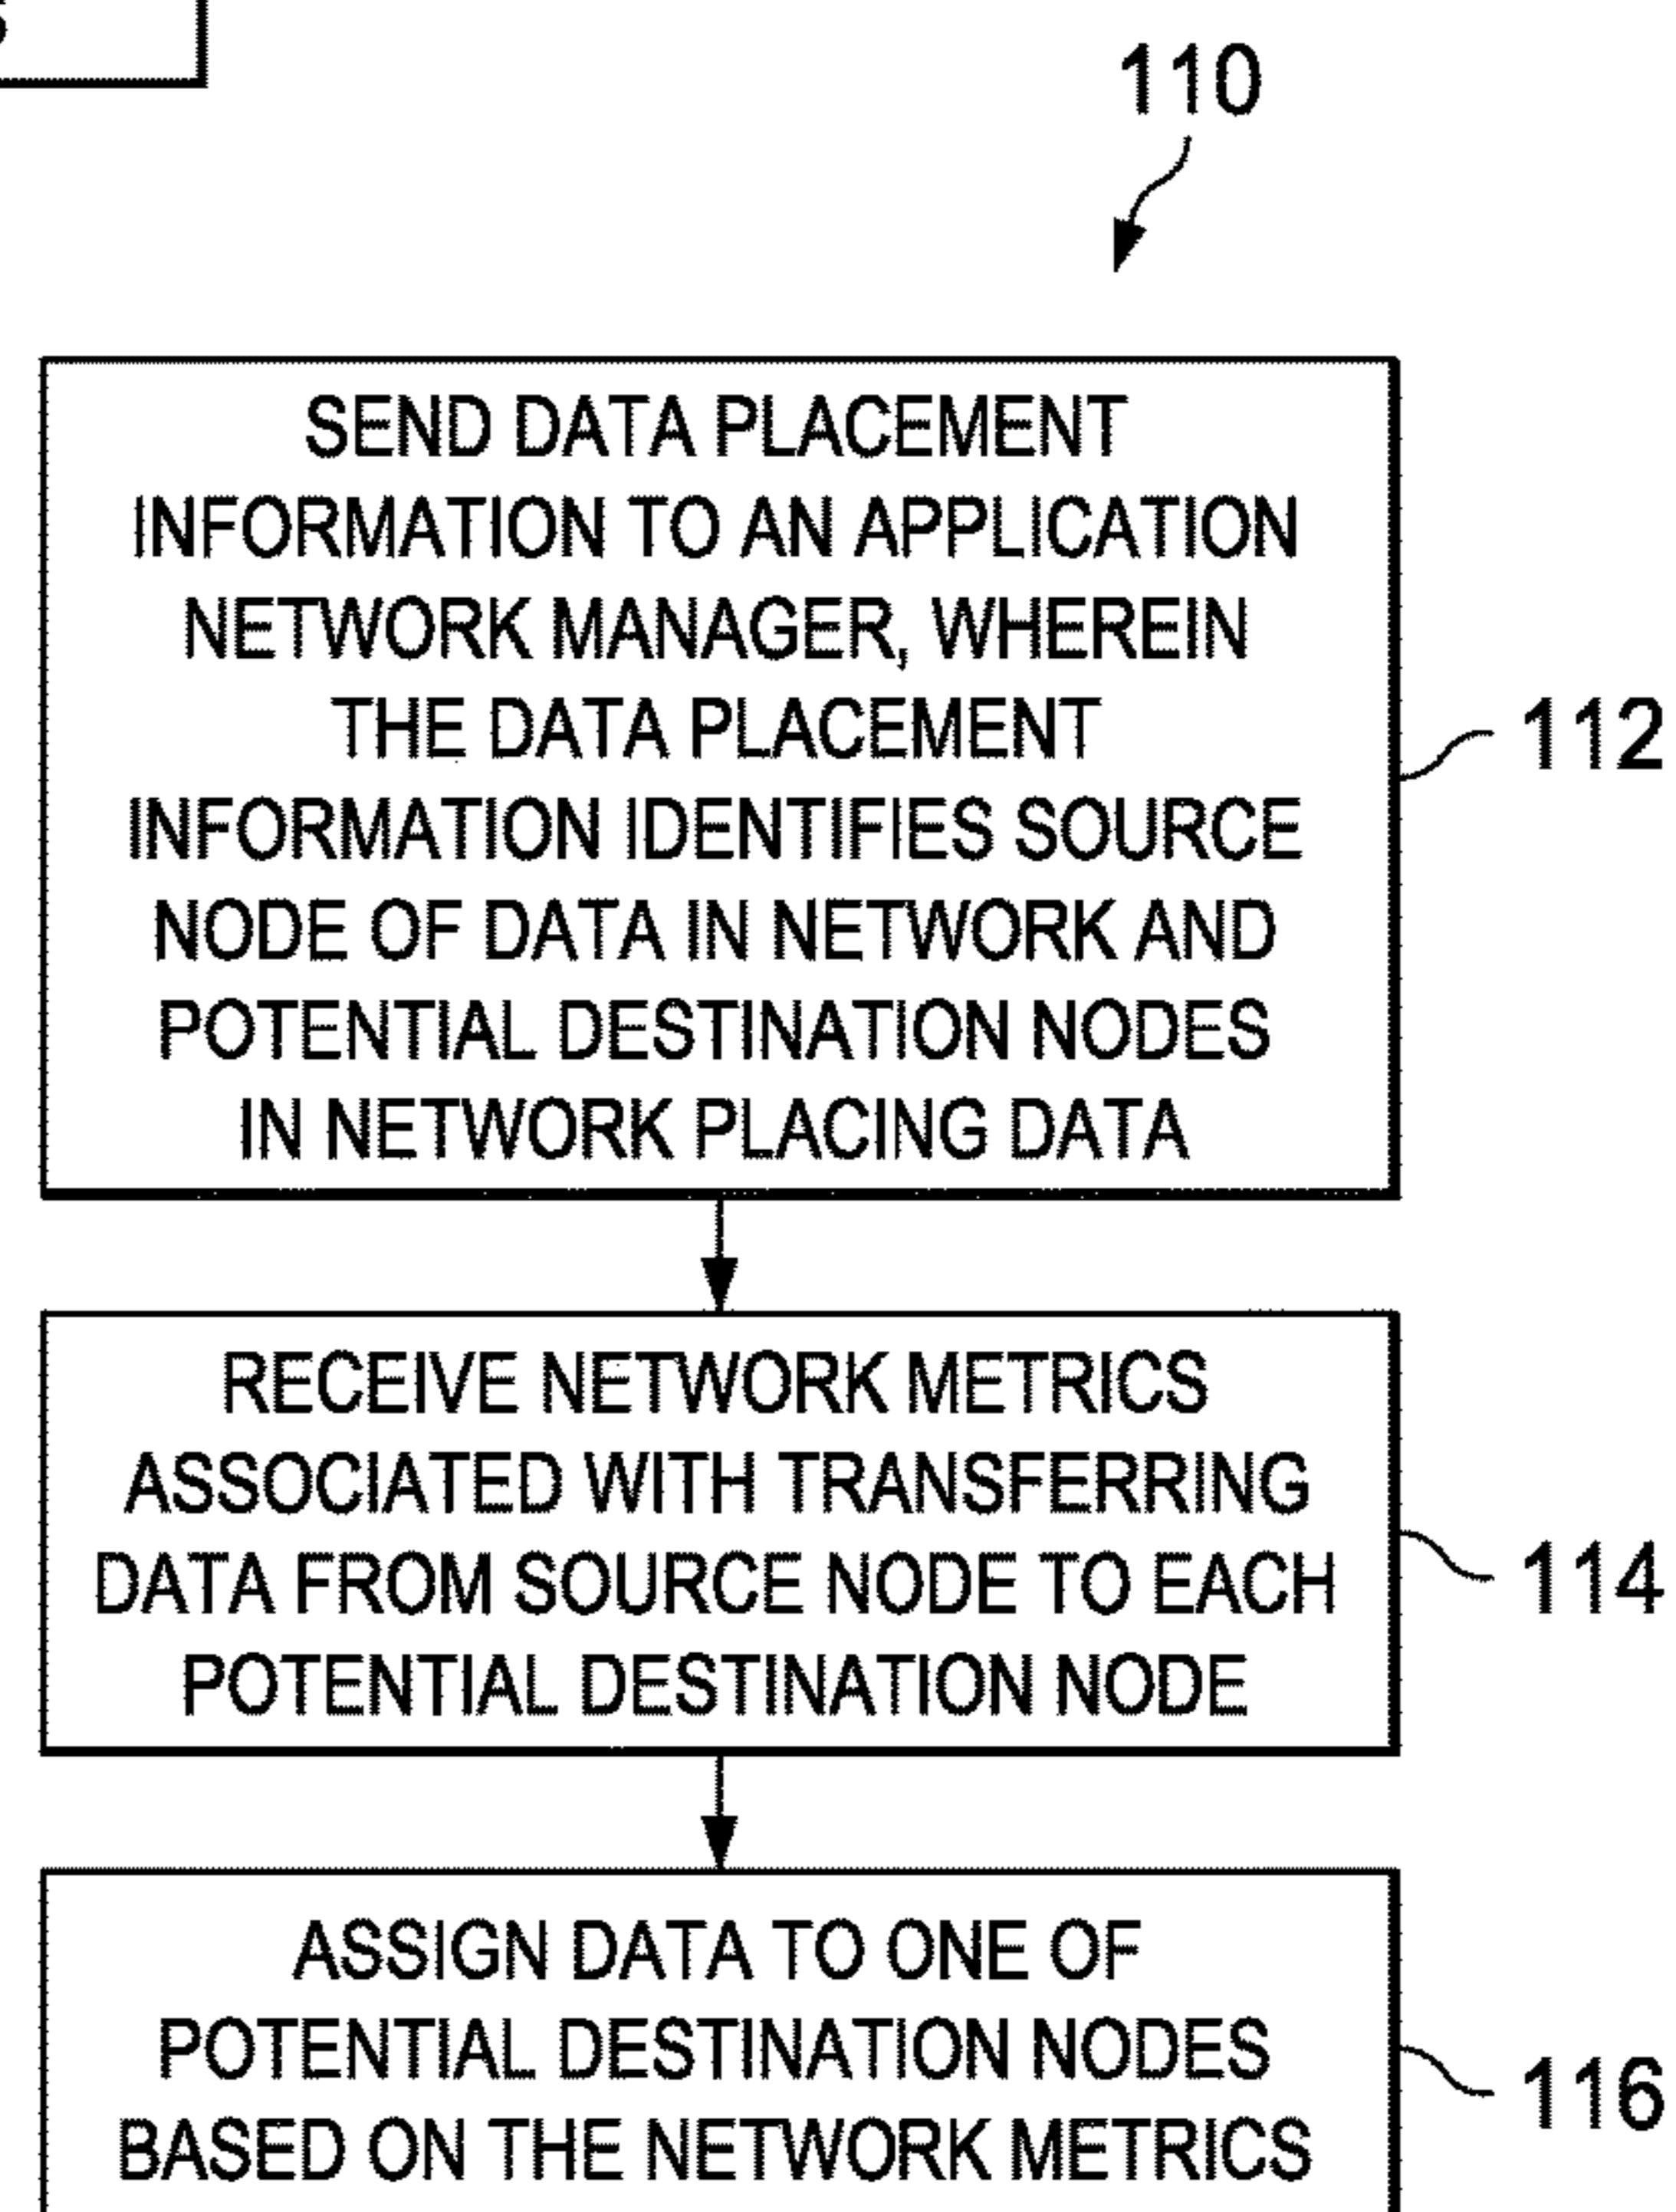 110
SEND DATA PLACEMENT
INFORMATION TO AN APPLICATION
NETWORK MANAGER, WHEREIN
THE DATA PLACEMENT
INFORMATION IDENTIFIES SOURCE
NODE OF DATA IN NETWORK AND
POTENTIAL DESTINATION NODES
IN NETWORK PLACING DATA
112
RECEIVE NETWORK METRICS
ASSOCIATED WITH TRANSFERRING
DATA FROM SOURCE NODE TO EACH
POTENTIAL DESTINATION NODE
114
ASSIGN DATA TO ONE OF
POTENTIAL DESTINATION NODES
BASED ON THE NETWORK METRICS
116